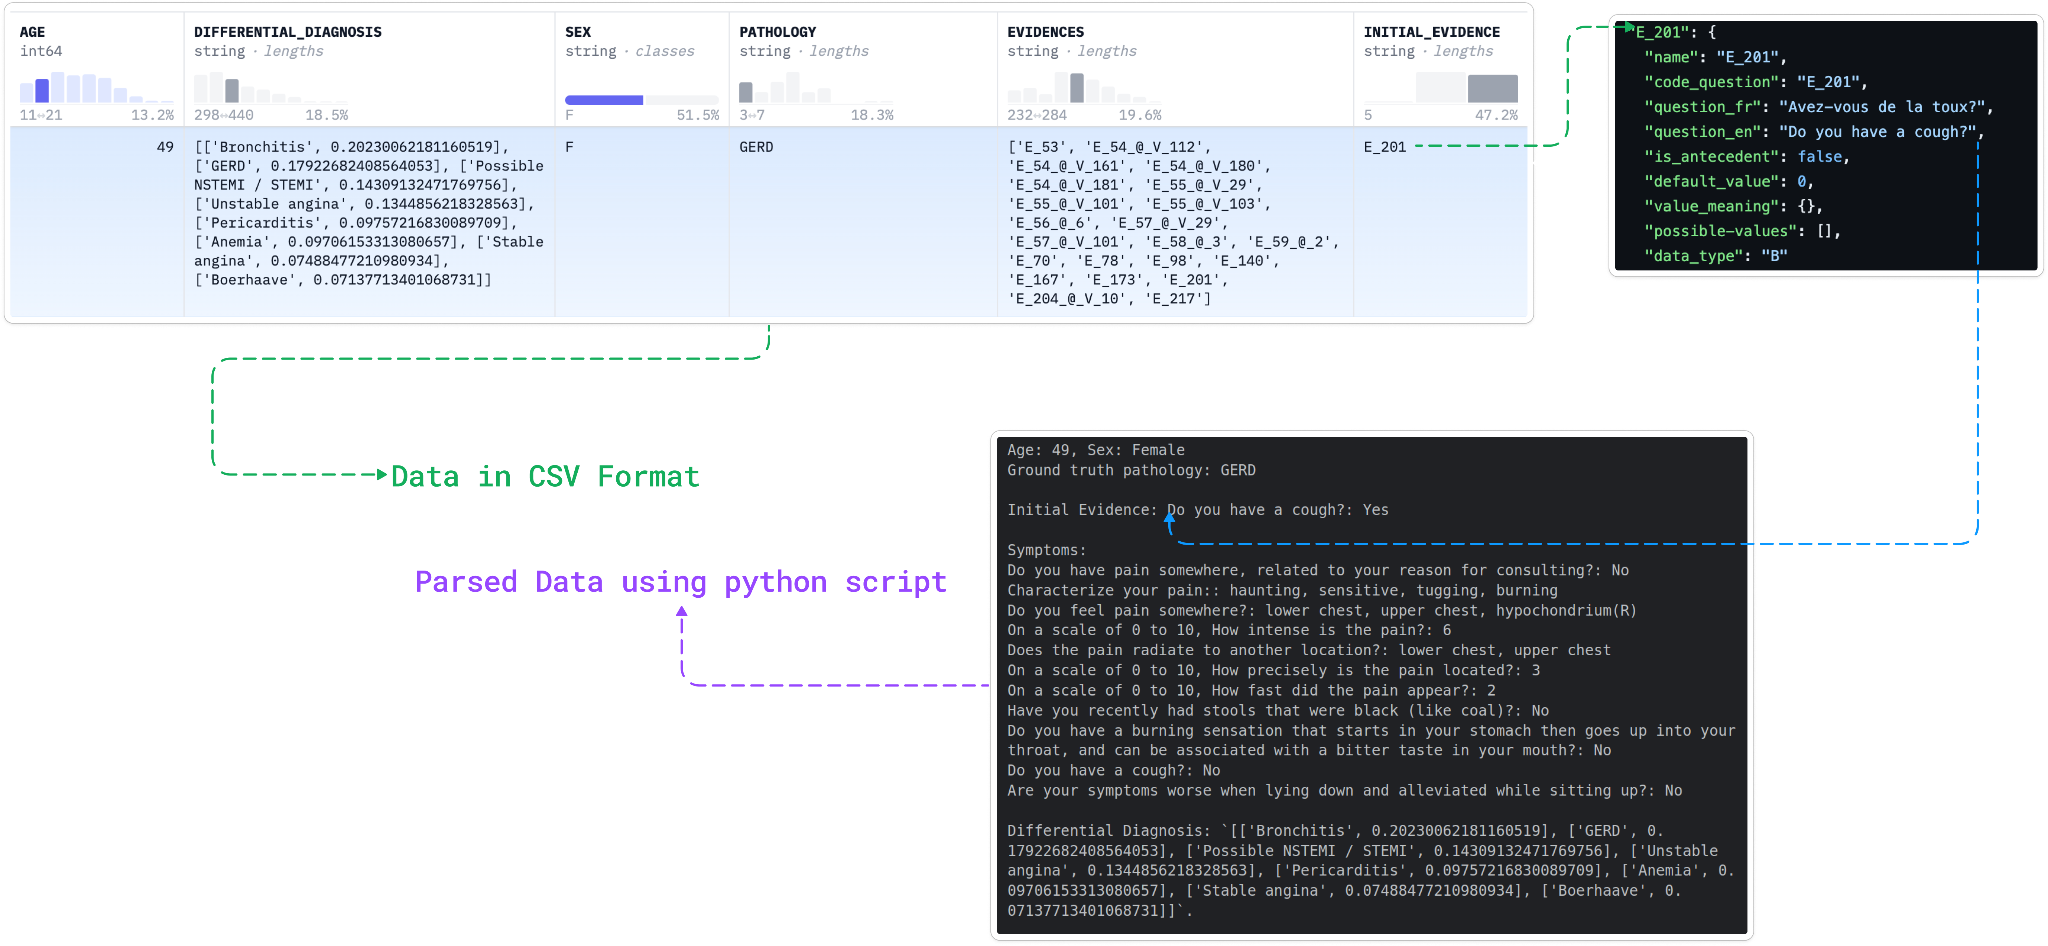 AGE
int64
11↔21 13.2%
DIFFERENTIAL_DIAGNOSIS
string · lengths
298↔440 18.5%
SEX
string · classes
F 51.5%
PATHOLOGY
string · lengths
3↔7 18.3%
EVIDENCES
string · lengths
232↔284 19.6%
INITIAL_EVIDENCE
string · lengths
5 47.2%
49
[['Bronchitis', 0.20230062181160519],
['GERD', 0.17922682408564053], ['Possible
NSTEMI / STEMI', 0.14309132471769756],
['Unstable angina', 0.1344856218328563],
['Pericarditis', 0.09757216830089709],
['Anemia', 0.09706153313080657], ['Stable
angina', 0.07488477210980934],
['Boerhaave', 0.07137713401068731]]
F
GERD
['E_53', 'E_54_@_V_112',
'E_54_@_V_161', 'E_54_@_V_180',
'E_54_@_V_181', 'E_55_@_V_29',
'E_55_@_V_101', 'E_55_@_V_103',
'E_56_@_6', 'E_57_@_V_29',
'E_57_@_V_101', 'E_58_@_3', 'E_59_@_2',
'E_70', 'E_78', 'E_98', 'E_140',
'E_167', 'E_173', 'E_201',
'E_204_@_V_10', 'E_217']
E_201
"E_201": {
"name": "E_201",
"code_question": "E_201",
"question_fr": "Avez-vous de la toux?",
"question_en": "Do you have a cough?",
"is_antecedent": false,
"default_value": 0,
"value_meaning": {},
"possible-values": [],
"data_type": "B"
Data in CSV Format
Parsed Data using python script
Age: 49, Sex: Female
Ground truth pathology: GERD
Initial Evidence: Do you have a cough?: Yes
Symptoms:
Do you have pain somewhere, related to your reason for consulting?: No
Characterize your pain:: haunting, sensitive, tugging, burning
Do you feel pain somewhere?: lower chest, upper chest, hypochondrium(R)
On a scale of 0 to 10, How intense is the pain?: 6
Does the pain radiate to another location?: lower chest, upper chest
On a scale of 0 to 10, How precisely is the pain located?: 3
On a scale of 0 to 10, How fast did the pain appear?: 2
Have you recently had stools that were black (like coal)?: No
Do you have a burning sensation that starts in your stomach then goes up into your
throat, and can be associated with a bitter taste in your mouth?: No
Do you have a cough?: No
Are your symptoms worse when lying down and alleviated while sitting up?: No
Differential Diagnosis: `[['Bronchitis', 0.20230062181160519], ['GERD', 0.
17922682408564053], ['Possible NSTEMI / STEMI', 0.14309132471769756], ['Unstable
angina', 0.1344856218328563], ['Pericarditis', 0.09757216830089709], ['Anemia', 0.
09706153313080657], ['Stable angina', 0.07488477210980934], ['Boerhaave', 0.
07137713401068731]]`.